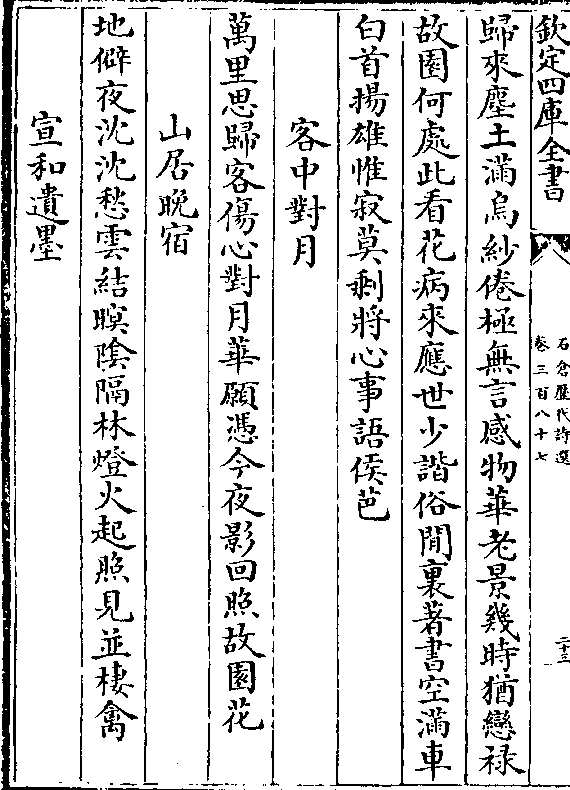 欽定四庫全書
石倉歷代詩選
卷三百八十七
二十三
歸來塵土滿烏紗倦極無言感物華老景幾時猶戀祿
故園何處此看花病來應世少諧俗閒裏著書空滿車
白首揚雄惟寂莫剩將心事語侯芭
客中對月
萬里思歸客傷心對月華願憑今夜影回照故園花
山居晚宿
地僻夜沈沈愁雲結暝陰隔林燈火起照見並棲禽
宣和遺墨